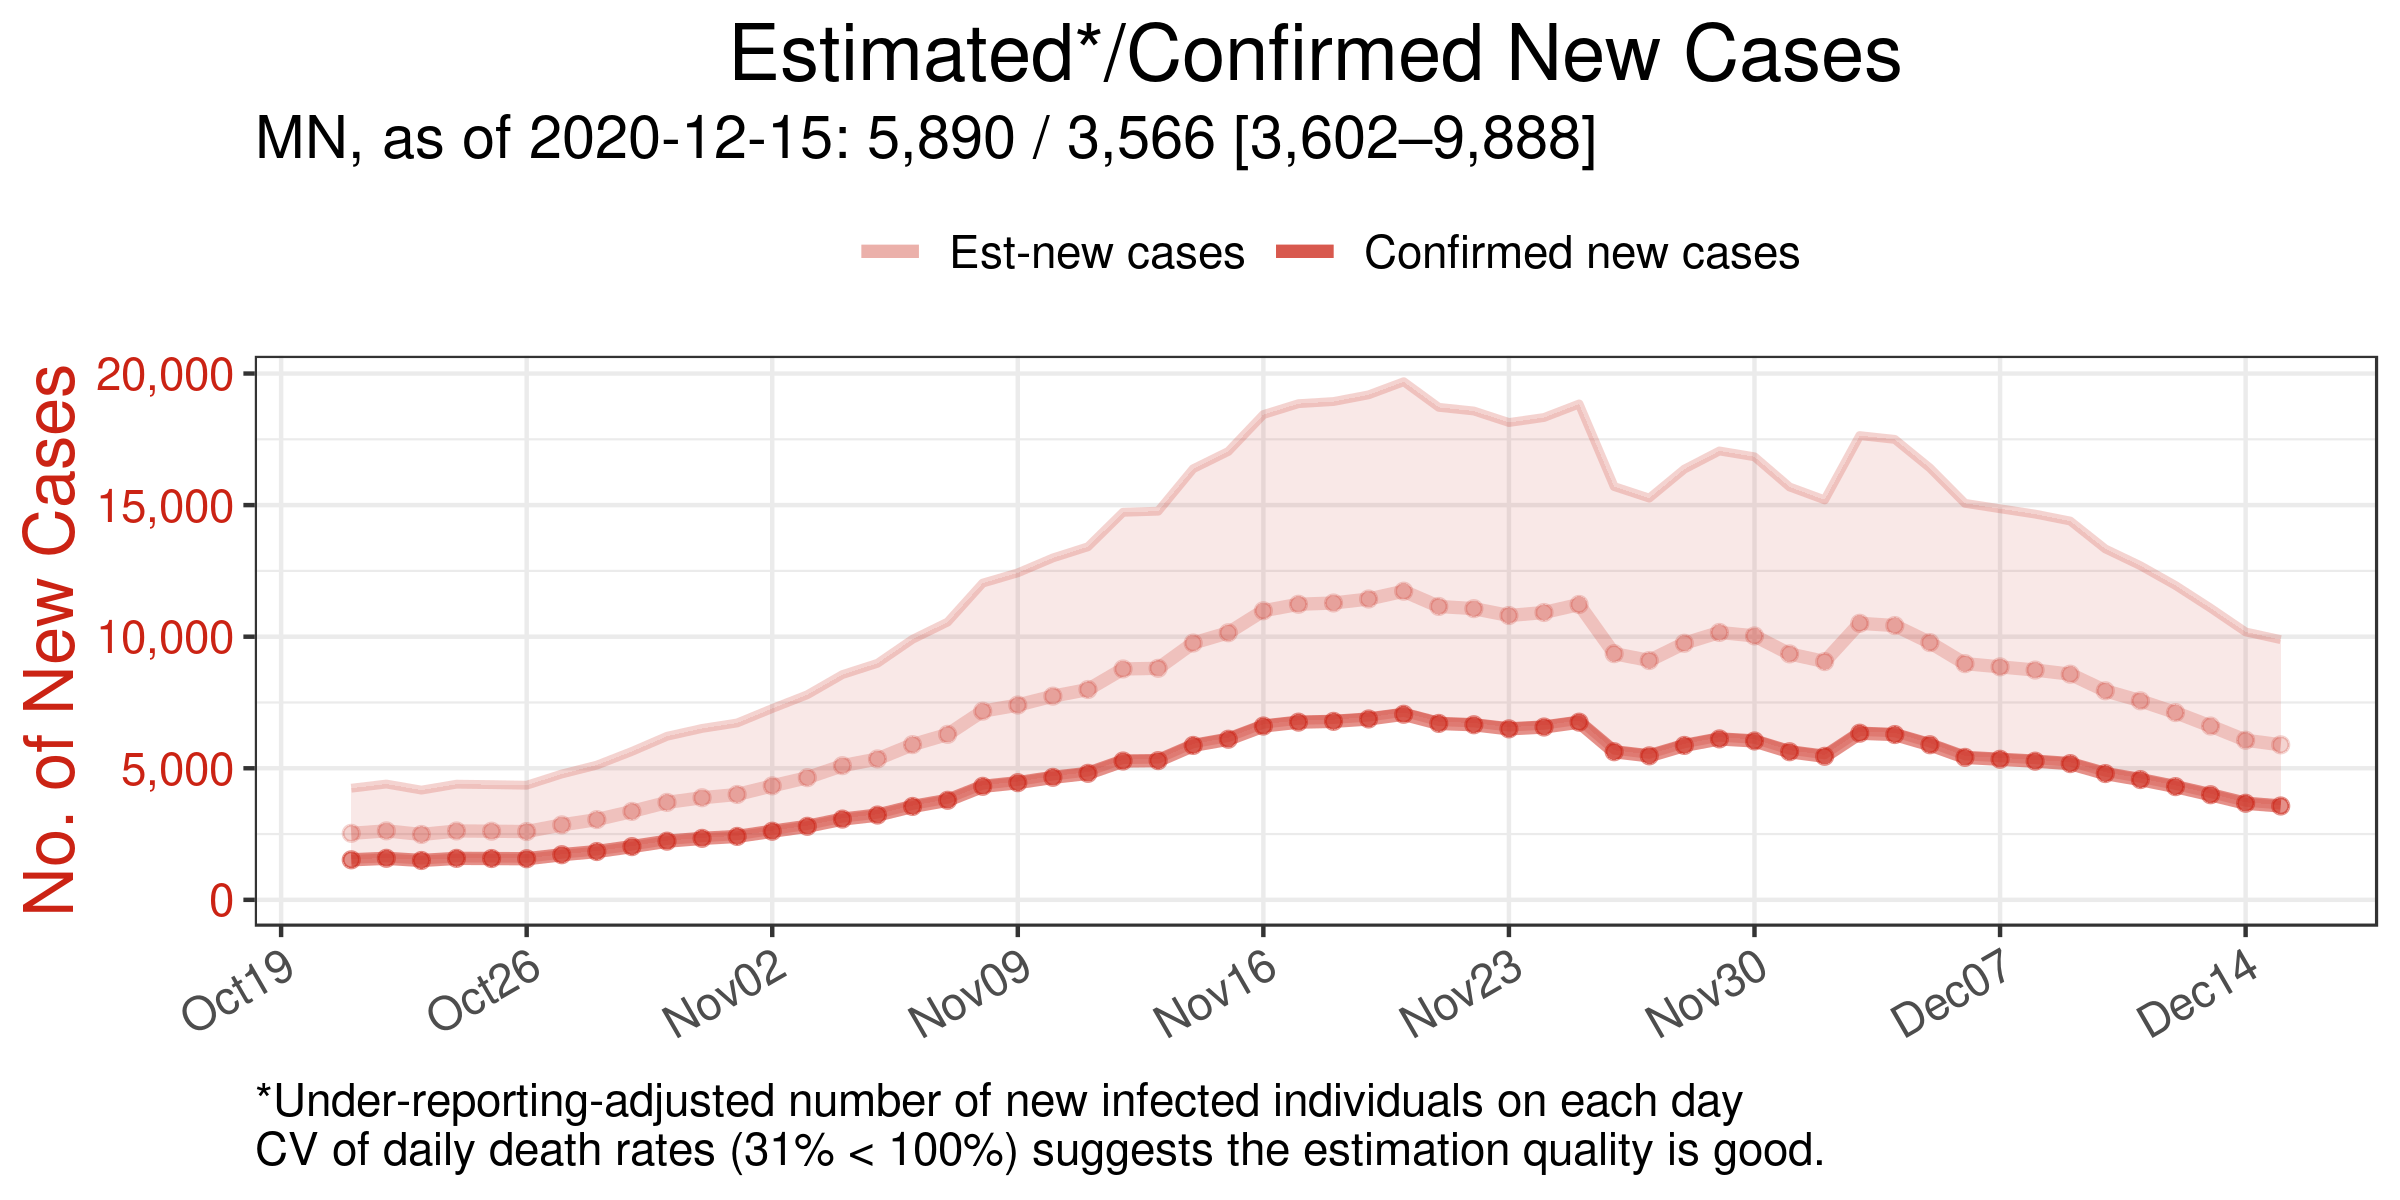 Estimated*/Confirmed New Cases
MN, as of 2020-12-15: 5,890 / 3,566 [3,602–9,888]
Est-new cases
Confirmed new cases
No. of New Cases
20,000
15,000
10,000
5,000
0
Oct19
Oct26
Nov02
Nov09
Nov16
Nov23
Nov30
Dec07
Dec14
*Under-reporting-adjusted number of new infected individuals on each day
CV of daily death rates (31% < 100%) suggests the estimation quality is good.